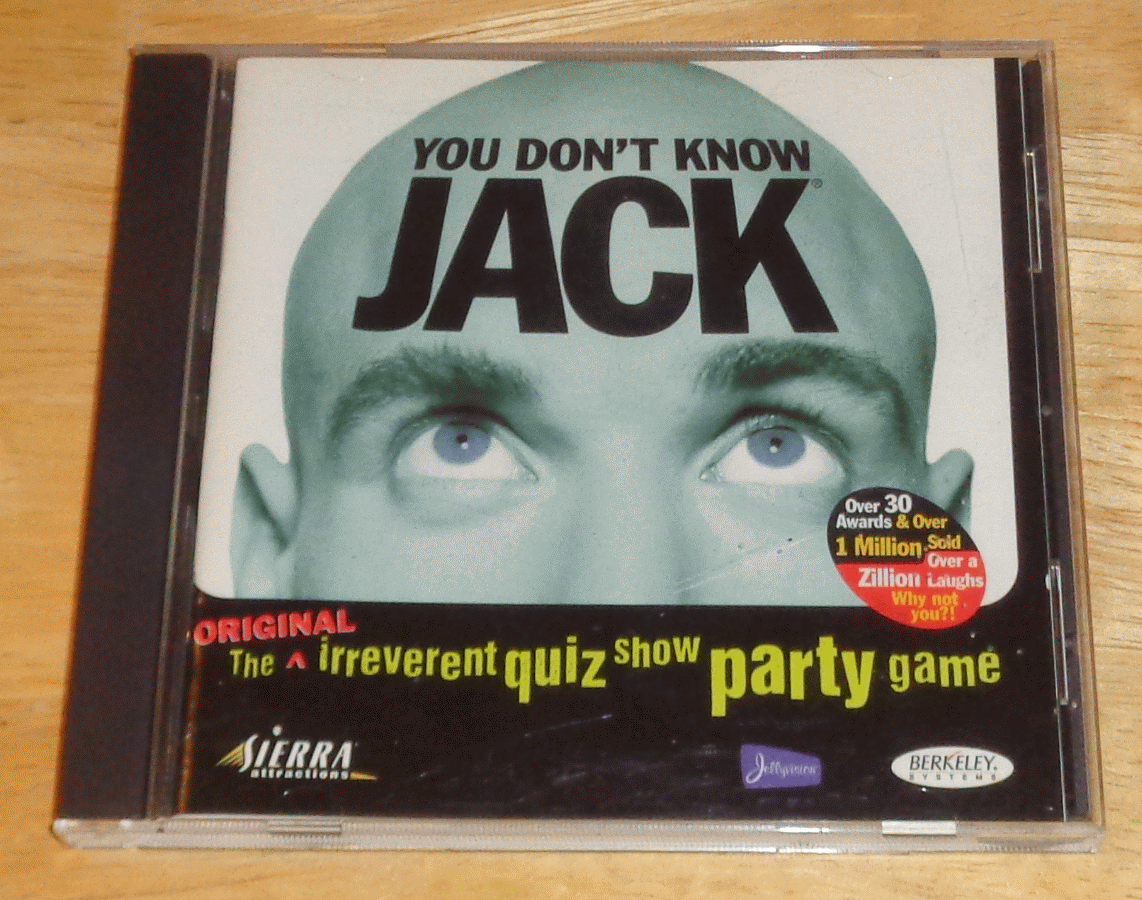 YOU DON'T KNOW
JACK®
Over 30
Awards & Over
1 Million Sold
Over a
Zillion Laughs
Why not
you?!
ORIGINAL
The ^ irreverent quiz show party game
SIERRA
attractions
Jellyvision
BERKELEY
SYSTEMS